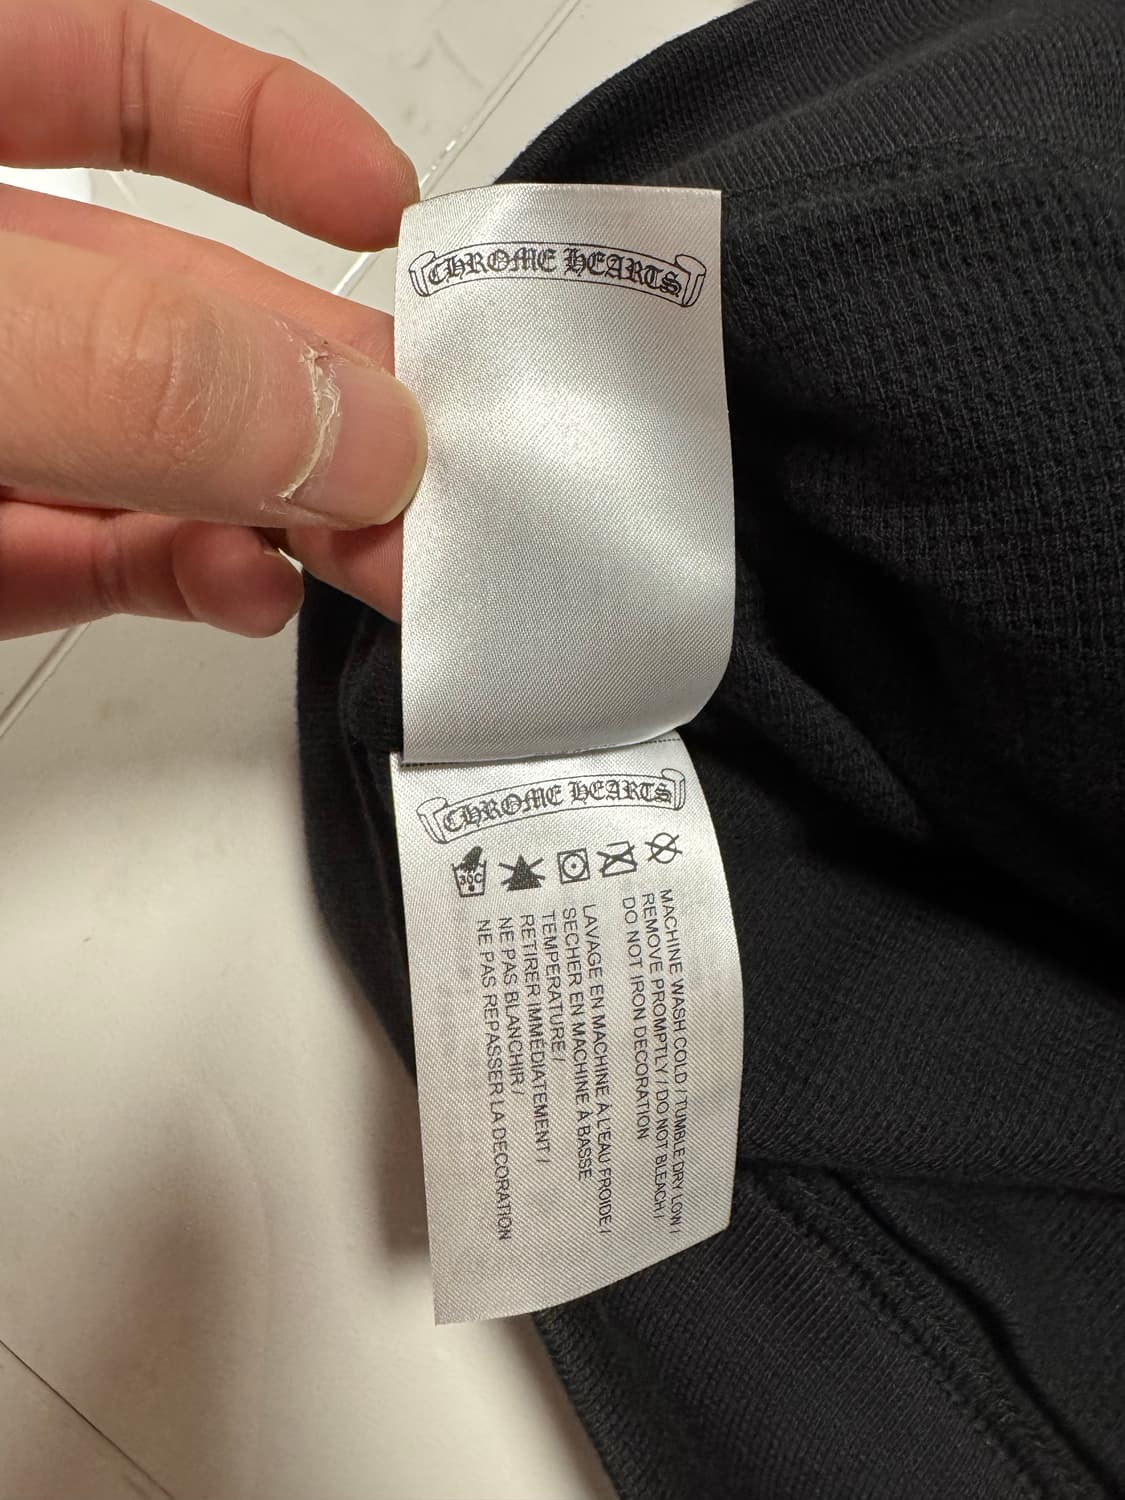 CHROME HEARTS
CHROME HEARTS
30C
MACHINE WASH COLD / TUMBLE DRY LOW /
REMOVE PROMPTLY / DO NOT BLEACH /
DO NOT IRON DECORATION
LAVAGE EN MACHINE À L'EAU FROIDE /
SECHER EN MACHINE À BASSE
TEMPERATURE /
RETIRER IMMÉDIATEMENT /
NE PAS BLANCHIR /
NE PAS REPASSER LA DECORATION